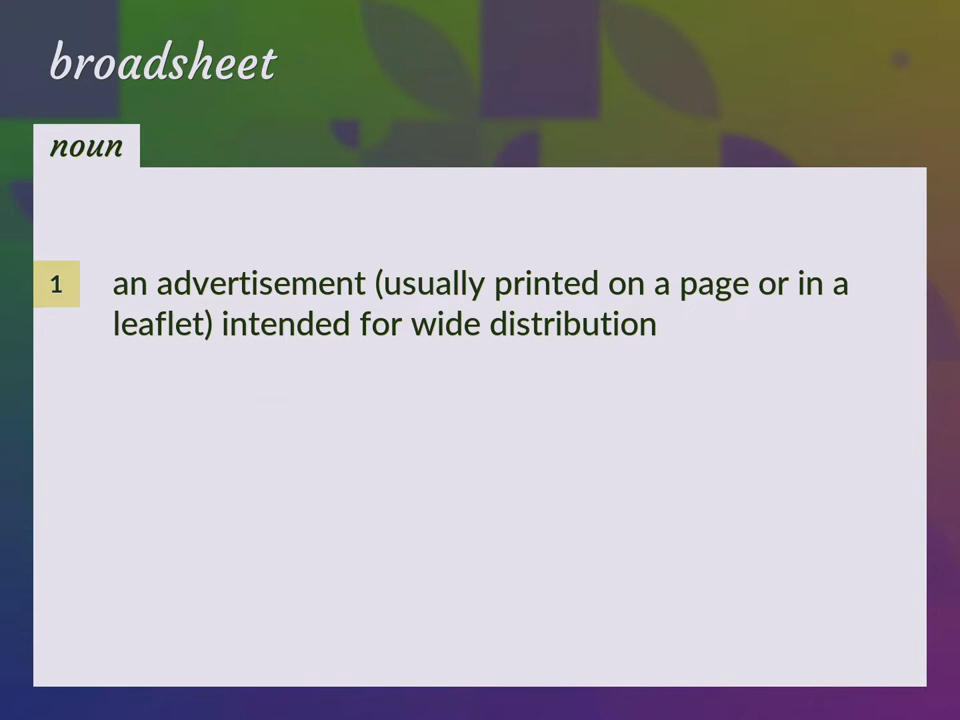 broadsheet
noun
1
an advertisement (usually printed on a page or in a
leaflet) intended for wide distribution